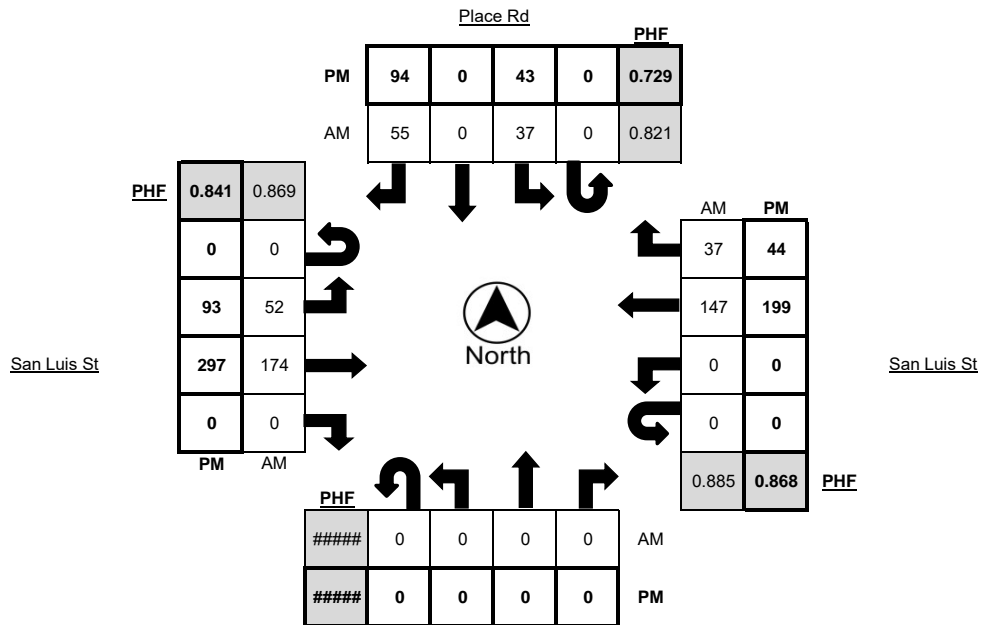 Place Rd
PHF
PM 94 0 43 0 0.729
AM 55 0 37 0 0.821
PHF 0.841 0.869
AM PM
0 0
37 44
93 52
147 199
North
San Luis St 297 174
0 0 San Luis St
0 0
0 0
PM AM
0.885 0.868 PHF
PHF
##### 0 0 0 0 AM
##### 0 0 0 0 PM